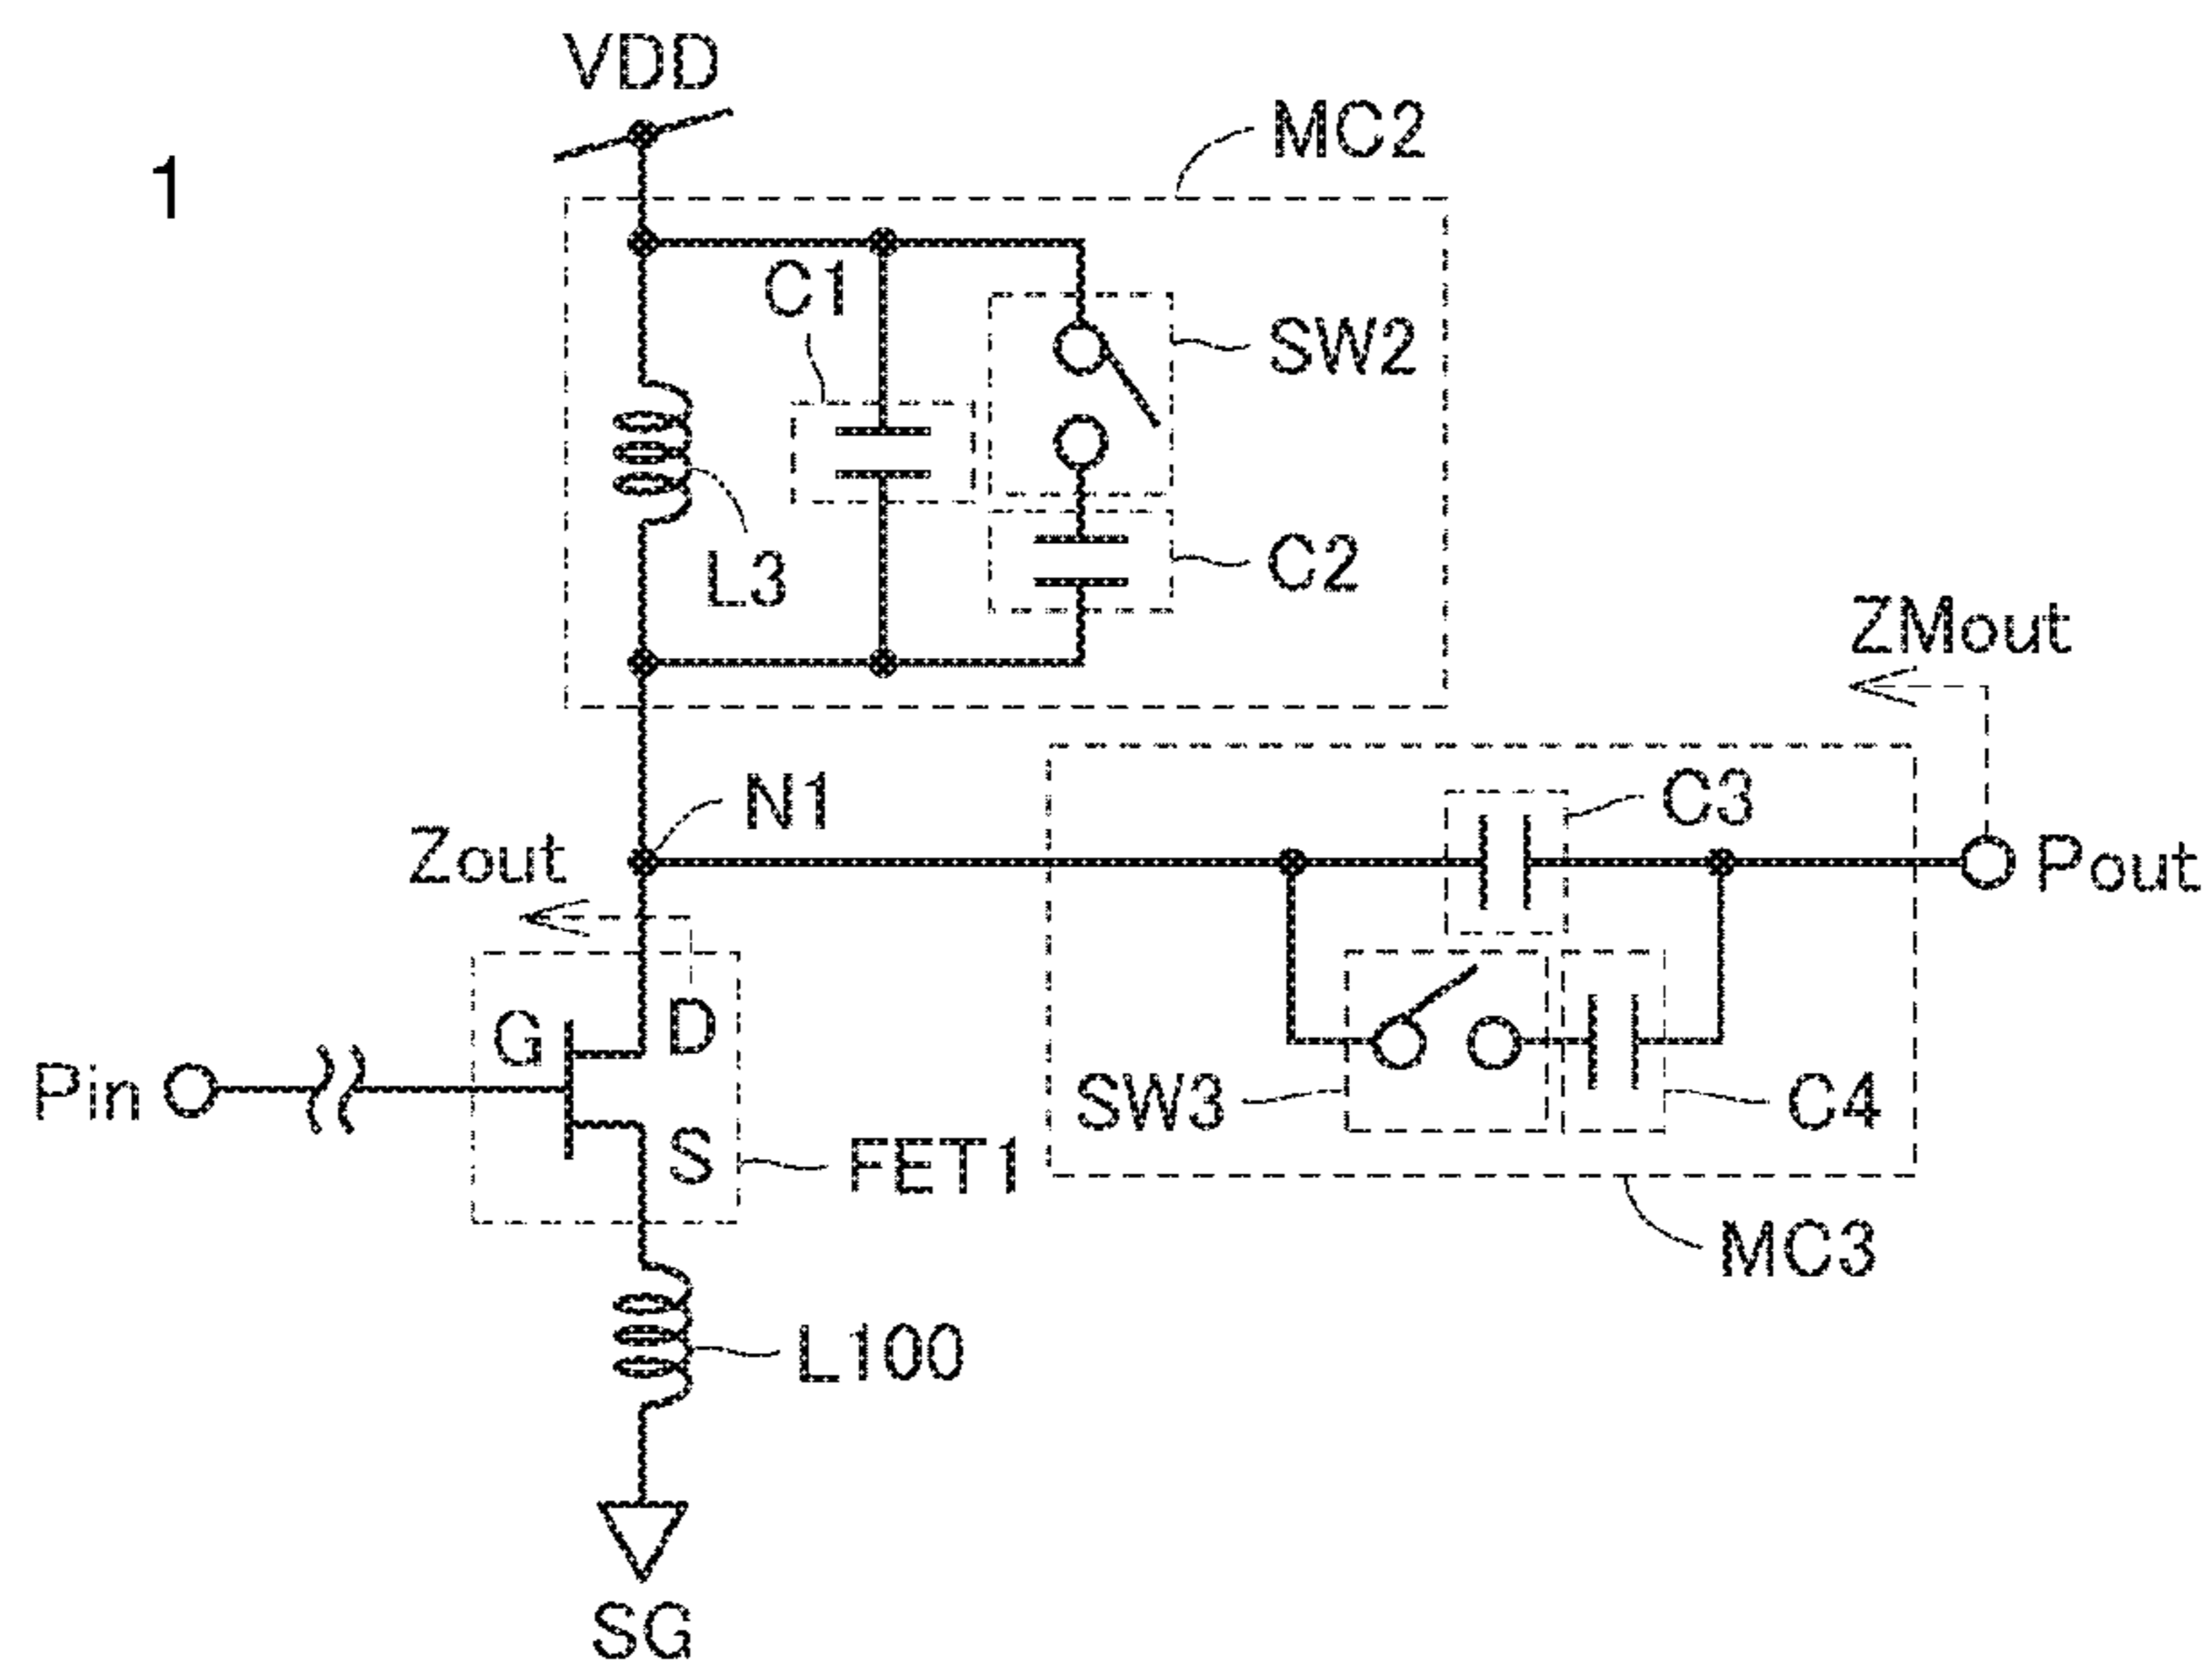 VDD
1
MC2
C1
SW2
L3
C2
ZMout
N1
C3
Zout
Pout
G
D
Pin
SW3
C4
S
FET1
MC3
L100
SG